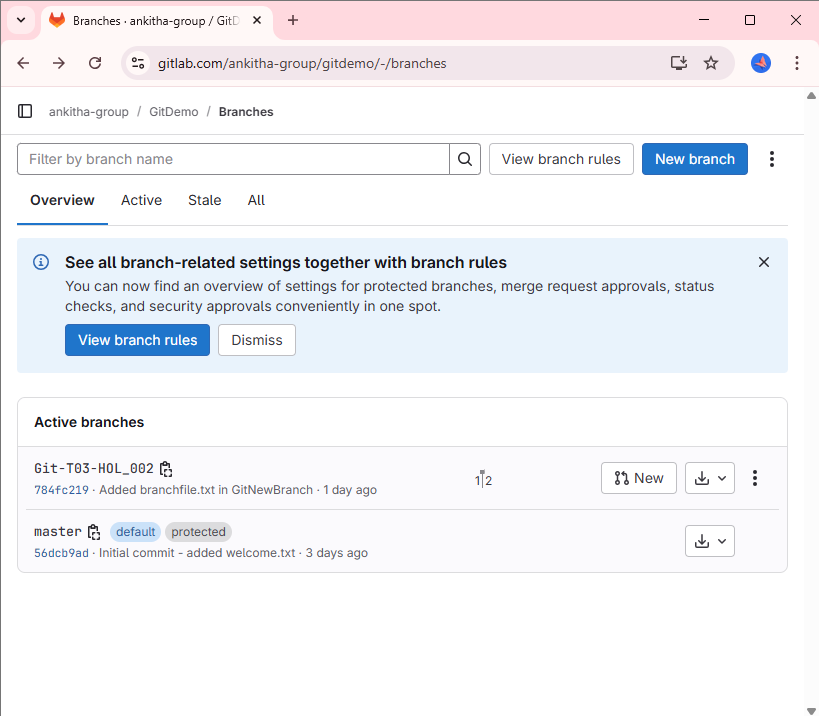 Branches · ankitha-group / GitD
gitlab.com/ankitha-group/gitdemo/-/branches
ankitha-group / GitDemo / Branches
Filter by branch name
View branch rules
New branch
Overview Active Stale All
See all branch-related settings together with branch rules
You can now find an overview of settings for protected branches, merge request approvals, status
checks, and security approvals conveniently in one spot.
View branch rules Dismiss
Active branches
Git-T03-HOL_002
784fc219 · Added branchfile.txt in GitNewBranch · 1 day ago
1 2
New
master default protected
56dcb9ad · Initial commit - added welcome.txt · 3 days ago